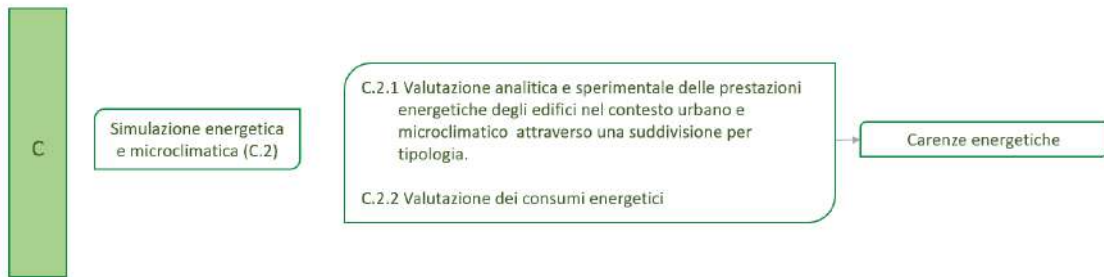 C
Simulazione energetica
e microclimatica (C.2)
C.2.1 Valutazione analitica e sperimentale delle prestazioni
energetiche degli edifici nel contesto urbano e
microclimatico attraverso una suddivisione per
tipologia.
C.2.2 Valutazione dei consumi energetici
Carenze energetiche